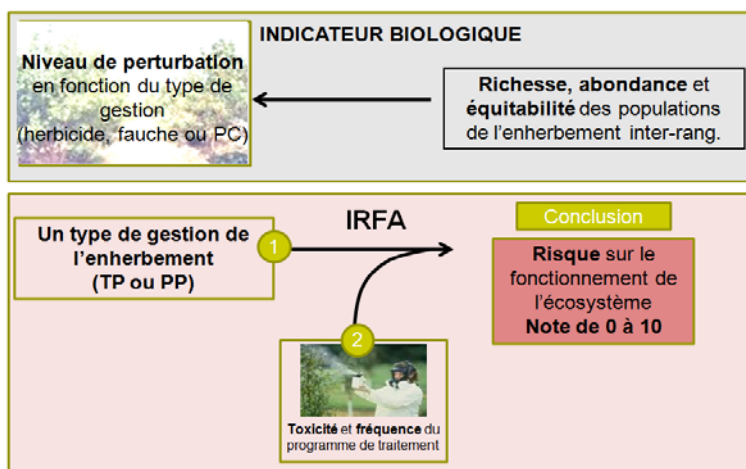 INDICATEUR BIOLOGIQUE
Niveau de perturbation
en fonction du type de
gestion
(herbicide, fauche ou PC)
Richesse, abondance et
équitabilité des populations
de l'enherbement inter-rang.
IRFA
Conclusion
Un type de gestion de
l'enherbement
(TP ou PP)
1
Risque sur le
fonctionnement de
l'écosystème
Note de 0 à 10
2
Toxicité et fréquence du
programme de traitement